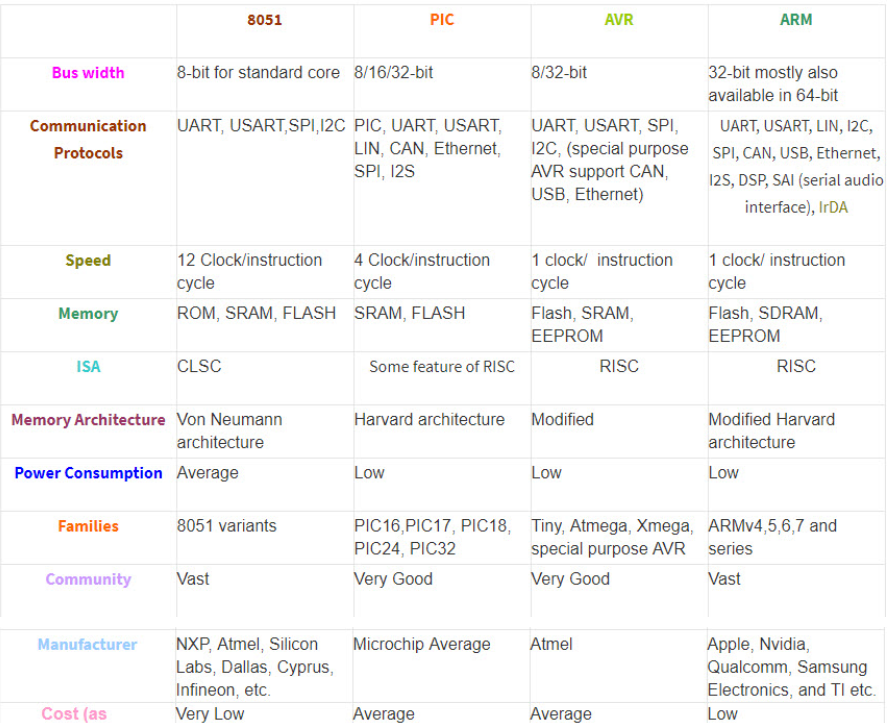 8051 PIC AVR ARM
Bus width 8-bit for standard core 8/16/32-bit 8/32-bit 32-bit mostly also
available in 64-bit
Communication UART, USART,SPI,I2C PIC, UART, USART, UART, USART, SPI, UART, USART, LIN, I2C,
Protocols LIN, CAN, Ethernet, I2C, (special purpose SPI, CAN, USB, Ethernet,
SPI, I2S AVR support CAN, I2S, DSP, SAI (serial audio
USB, Ethernet) interface), IrDA
Speed 12 Clock/instruction 4 Clock/instruction 1 clock/ instruction 1 clock/ instruction
cycle cycle cycle cycle
Memory ROM, SRAM, FLASH SRAM, FLASH Flash, SRAM, Flash, SDRAM,
EEPROM EEPROM
ISA CLSC Some feature of RISC RISC RISC
Memory Architecture Von Neumann Harvard architecture Modified Modified Harvard
architecture architecture
Power Consumption Average Low Low Low
Families 8051 variants PIC16,PIC17, PIC18, Tiny, Atmega, Xmega, ARMv4,5,6,7 and
PIC24, PIC32 special purpose AVR series
Community Vast Very Good Very Good Vast
Manufacturer NXP, Atmel, Silicon Microchip Average Atmel Apple, Nvidia,
Labs, Dallas, Cyprus, Qualcomm, Samsung
Infineon, etc. Electronics, and TI etc.
Cost (as Very Low Average Average Low